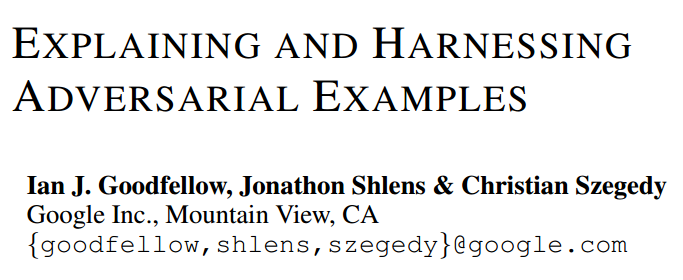 EXPLAINING AND HARNESSING
ADVERSARIAL EXAMPLES
Ian J. Goodfellow, Jonathon Shlens & Christian Szegedy
Google Inc., Mountain View, CA
{goodfellow,shlens,szegedy}@google.com